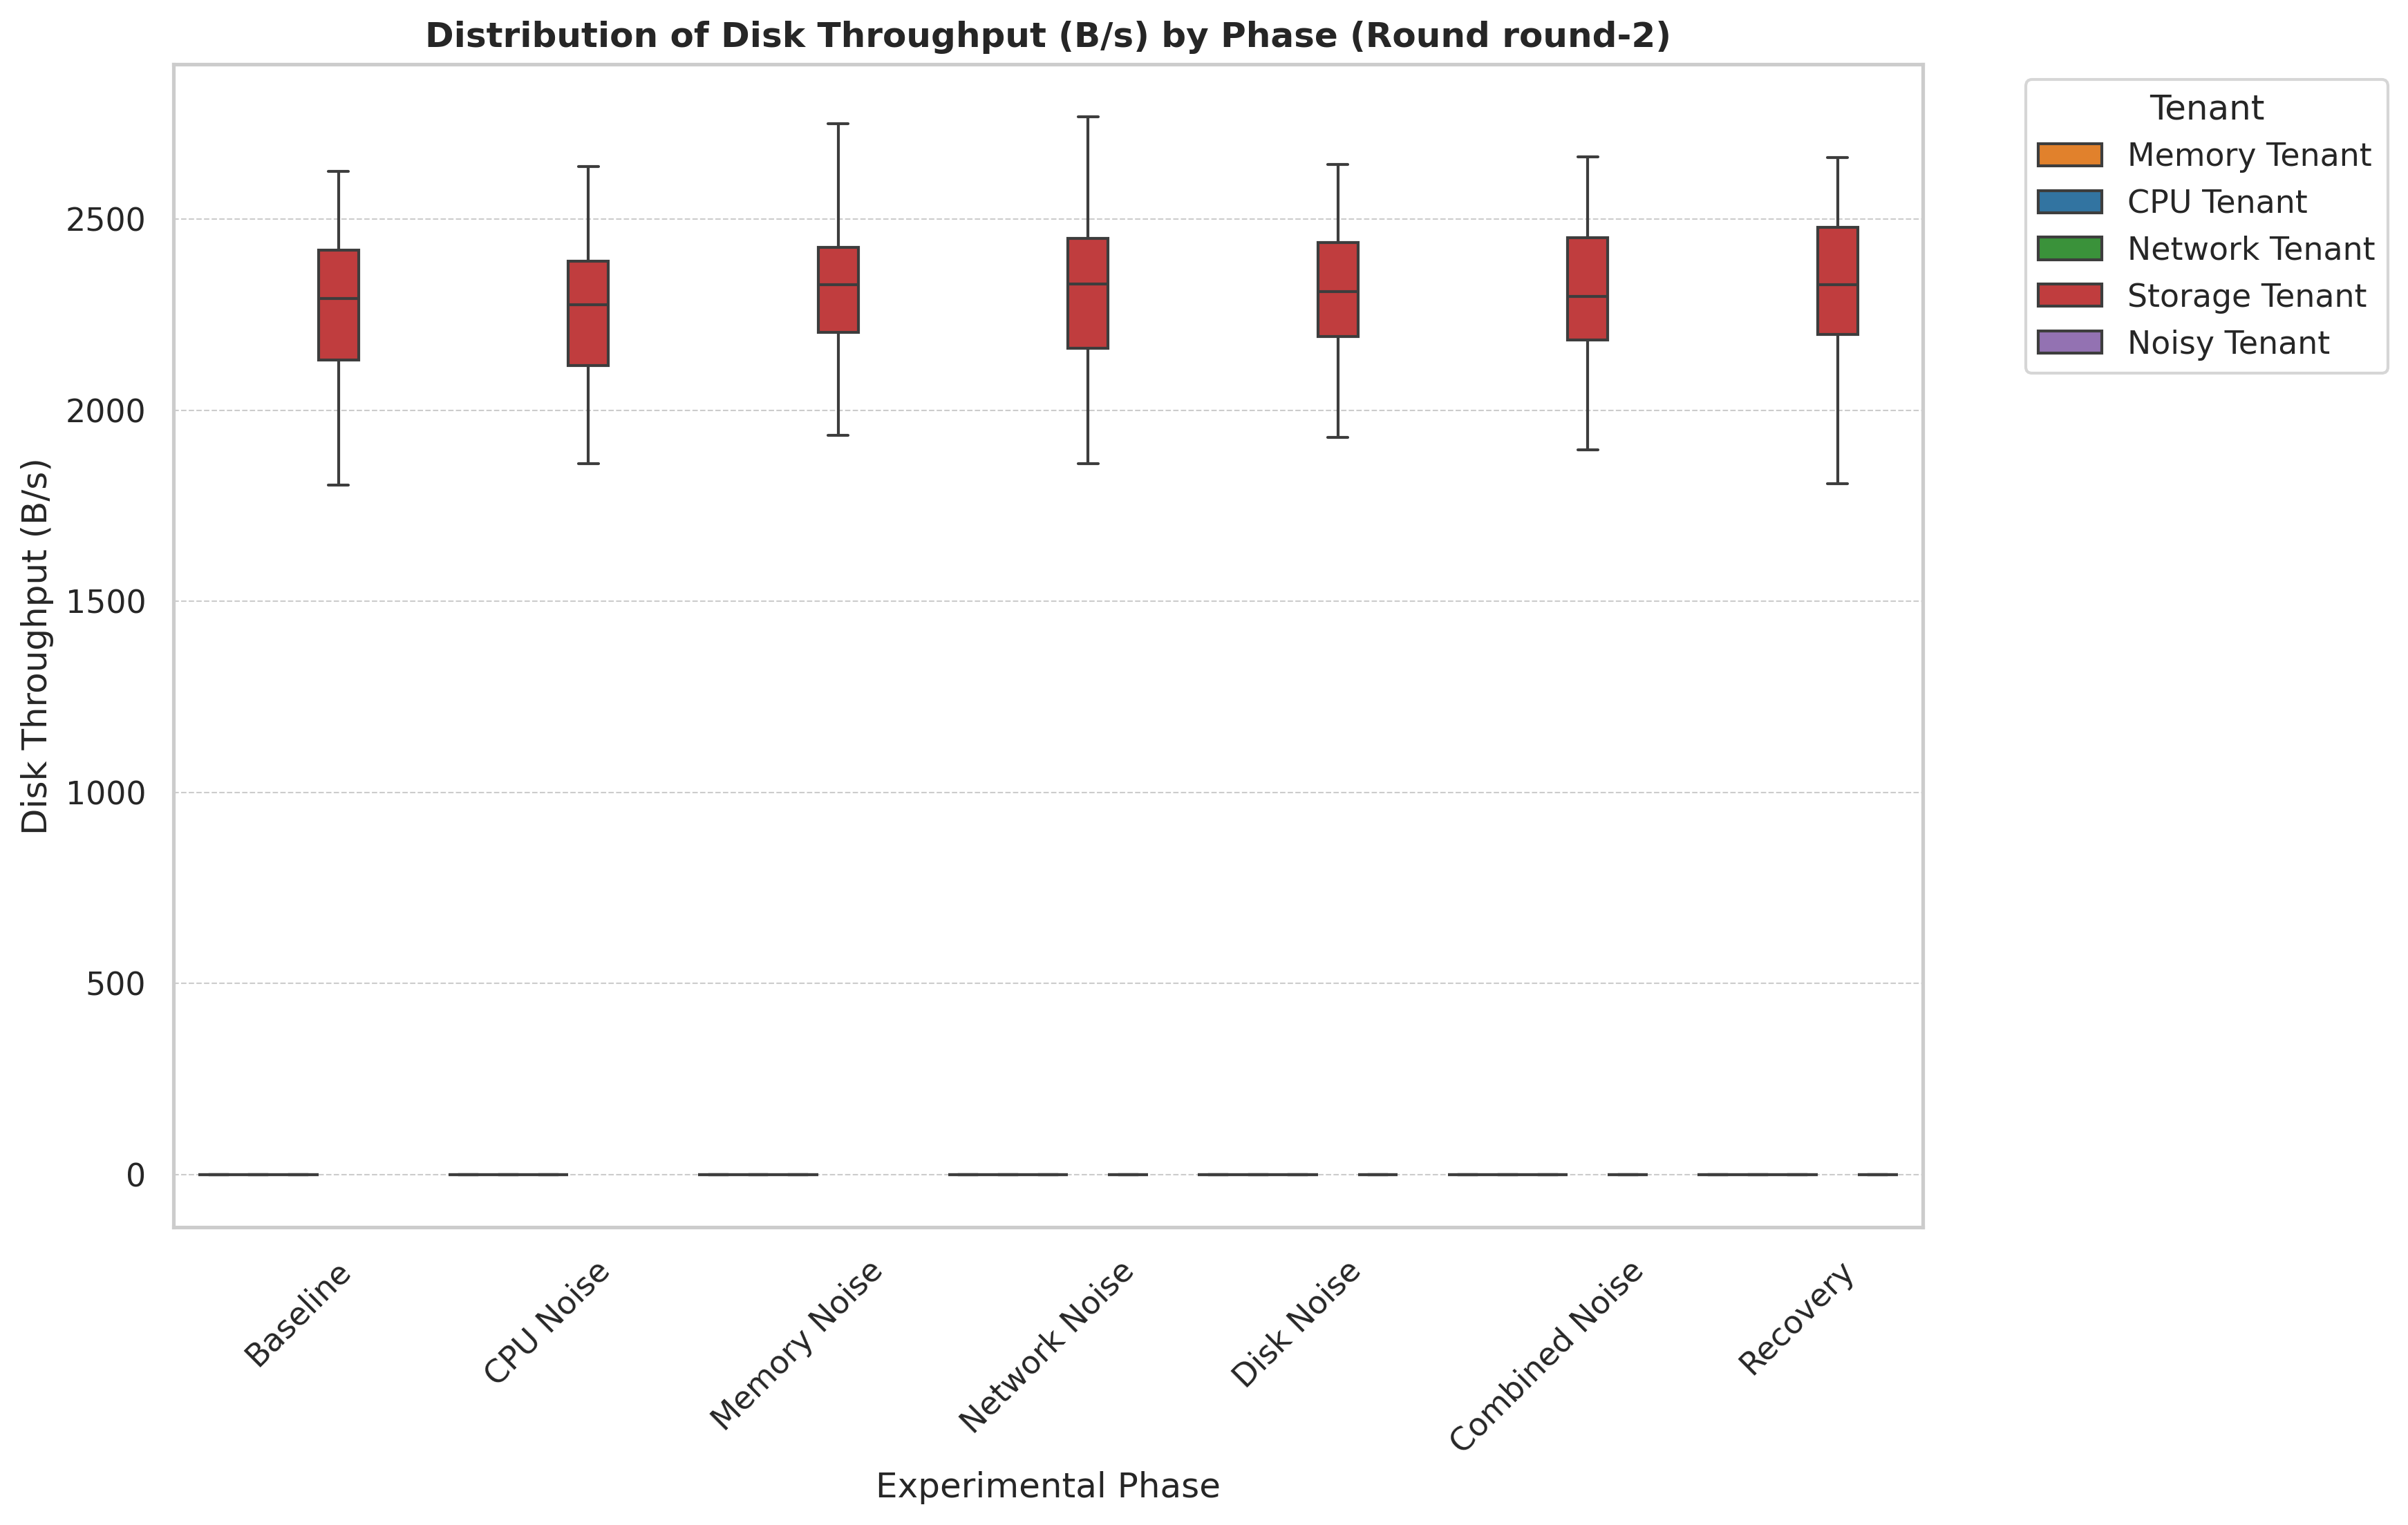 Distribution of Disk Throughput (B/s) by Phase (Round round-2)
Tenant
Memory Tenant
CPU Tenant
Network Tenant
Storage Tenant
Noisy Tenant
Disk Throughput (B/s)
2500
2000
1500
1000
500
0
Baseline
CPU Noise
Memory Noise
Network Noise
Disk Noise
Combined Noise
Recovery
Experimental Phase